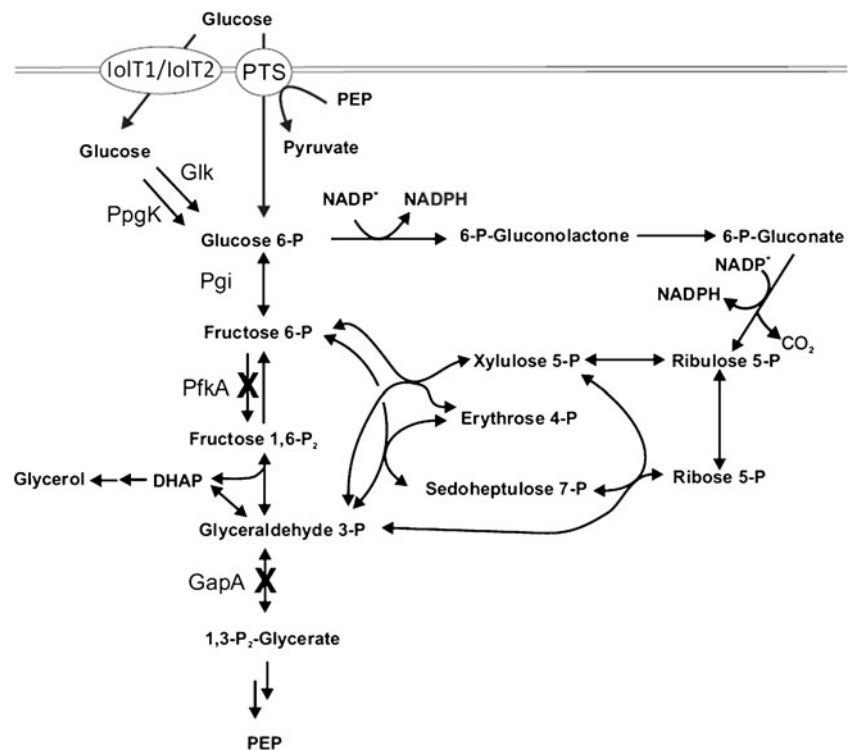 Glucose
IolT1/IolT2
PTS
PEP
Pyruvate
Glucose
Glk
PpgK
NADP⁺
NADPH
Glucose 6-P
6-P-Gluconolactone
6-P-Gluconate
Pgi
NADP⁺
NADPH
CO₂
Fructose 6-P
Xylulose 5-P
Ribulose 5-P
PfkA
X
Erythrose 4-P
Fructose 1,6-P₂
Glycerol
DHAP
Sedoheptulose 7-P
Ribose 5-P
Glyceraldehyde 3-P
GapA
X
1,3-P₂-Glycerate
PEP